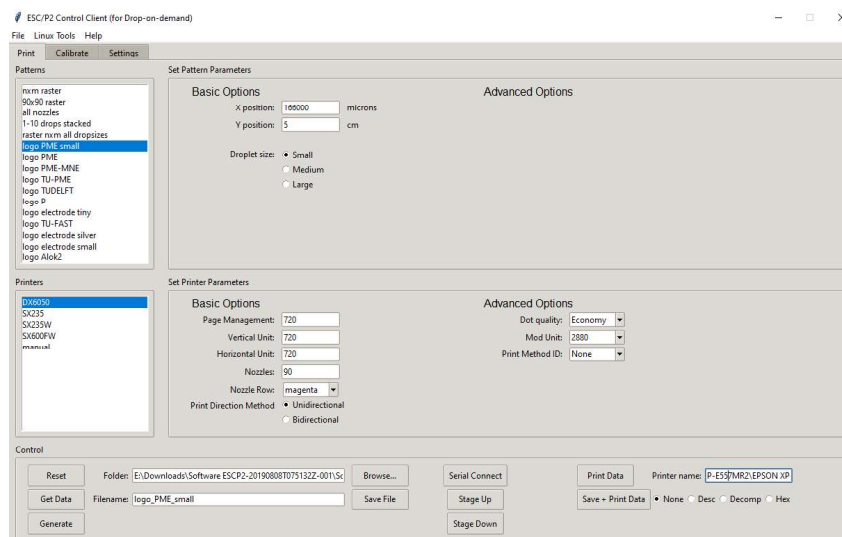 ESC/P2 Control Client (for Drop-on-demand)
File Linux Tools Help
Print Calibrate Settings
Patterns
nxm raster
90x90 raster
all nozzles
1-10 drops stacked
raster nxm all dropsizes
logo PME small
logo PME
logo PME-MNE
logo TU-PME
logo TUDELFT
logo P
logo electrode tiny
logo TU-FAST
logo electrode silver
logo electrode small
logo Alok2
Set Pattern Parameters
Basic Options
X position: 166000 microns
Y position: 5 cm
Droplet size: Small
Medium
Large
Advanced Options
Printers
DX6050
SX235
SX235W
SX600FW
manual
Set Printer Parameters
Basic Options
Page Management: 720
Vertical Unit: 720
Horizontal Unit: 720
Nozzles: 90
Nozzle Row: magenta
Print Direction Method Unidirectional
Bidirectional
Advanced Options
Dot quality: Economy
Mod Unit: 2880
Print Method ID: None
Control
Reset Folder: E:\Downloads\Software ESCP2-20190808T075132Z-001\Sc Browse... Serial Connect Print Data Printer name: P-E557MR2\EPSON XP
Get Data Filename: logo_PME_small Save File Stage Up Save + Print Data None Desc Decomp Hex
Generate Stage Down